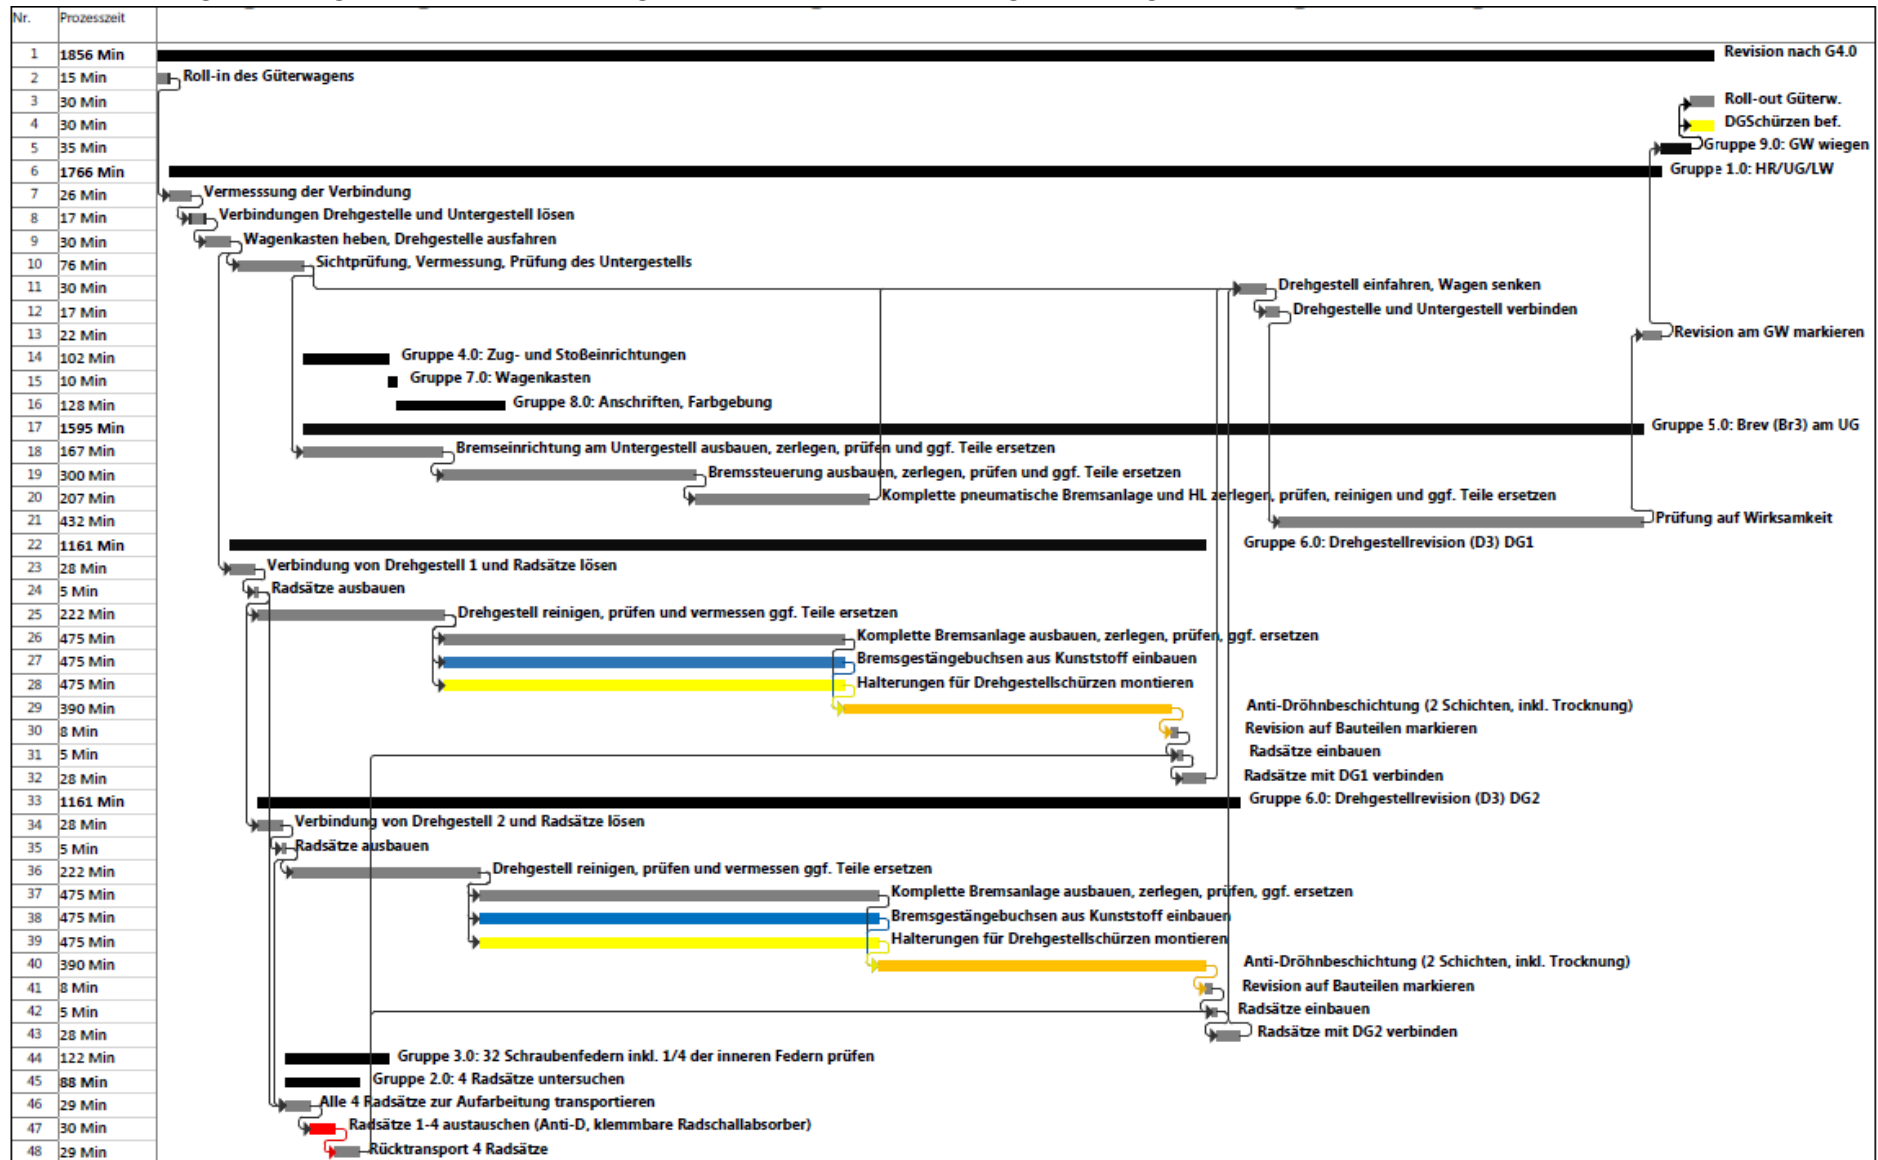 Nr. Prozesszeit
1 1856 Min Revision nach G4.0
2 15 Min Roll-in des Güterwagens
3 30 Min Roll-out Güterw.
4 30 Min DGSchürzen bef.
5 35 Min Gruppe 9.0: GW wiegen
6 1766 Min Gruppe 1.0: HR/UG/LW
7 26 Min Vermesssung der Verbindung
8 17 Min Verbindungen Drehgestelle und Untergestell lösen
9 30 Min Wagenkasten heben, Drehgestelle ausfahren
10 76 Min Sichtprüfung, Vermessung, Prüfung des Untergestells
11 30 Min Drehgestell einfahren, Wagen senken
12 17 Min Drehgestelle und Untergestell verbinden
13 22 Min Revision am GW markieren
14 102 Min Gruppe 4.0: Zug- und Stoßeinrichtungen
15 10 Min Gruppe 7.0: Wagenkasten
16 128 Min Gruppe 8.0: Anschriften, Farbgebung
17 1595 Min Gruppe 5.0: Brev (Br3) am UG
18 167 Min Bremseinrichtung am Untergestell ausbauen, zerlegen, prüfen und ggf. Teile ersetzen
19 300 Min Bremssteuerung ausbauen, zerlegen, prüfen und ggf. Teile ersetzen
20 207 Min Komplette pneumatische Bremsanlage und HL zerlegen, prüfen, reinigen und ggf. Teile ersetzen
21 432 Min Prüfung auf Wirksamkeit
22 1161 Min Gruppe 6.0: Drehgestellrevision (D3) DG1
23 28 Min Verbindung von Drehgestell 1 und Radsätze lösen
24 5 Min Radsätze ausbauen
25 222 Min Drehgestell reinigen, prüfen und vermessen ggf. Teile ersetzen
26 475 Min Komplette Bremsanlage ausbauen, zerlegen, prüfen, ggf. ersetzen
27 475 Min Bremsgestängebuchsen aus Kunststoff einbauen
28 475 Min Halterungen für Drehgestellschürzen montieren
29 390 Min Anti-Dröhnbeschichtung (2 Schichten, inkl. Trocknung)
30 8 Min Revision auf Bauteilen markieren
31 5 Min Radsätze einbauen
32 28 Min Radsätze mit DG1 verbinden
33 1161 Min Gruppe 6.0: Drehgestellrevision (D3) DG2
34 28 Min Verbindung von Drehgestell 2 und Radsätze lösen
35 5 Min Radsätze ausbauen
36 222 Min Drehgestell reinigen, prüfen und vermessen ggf. Teile ersetzen
37 475 Min Komplette Bremsanlage ausbauen, zerlegen, prüfen, ggf. ersetzen
38 475 Min Bremsgestängebuchsen aus Kunststoff einbauen
39 475 Min Halterungen für Drehgestellschürzen montieren
40 390 Min Anti-Dröhnbeschichtung (2 Schichten, inkl. Trocknung)
41 8 Min Revision auf Bauteilen markieren
42 5 Min Radsätze einbauen
43 28 Min Radsätze mit DG2 verbinden
44 122 Min Gruppe 3.0: 32 Schraubenfedern inkl. 1/4 der inneren Federn prüfen
45 88 Min Gruppe 2.0: 4 Radsätze untersuchen
46 29 Min Alle 4 Radsätze zur Aufarbeitung transportieren
47 30 Min Radsätze 1-4 austauschen (Anti-D, klemmbare Radschallabsorber)
48 29 Min Rücktransport 4 Radsätze